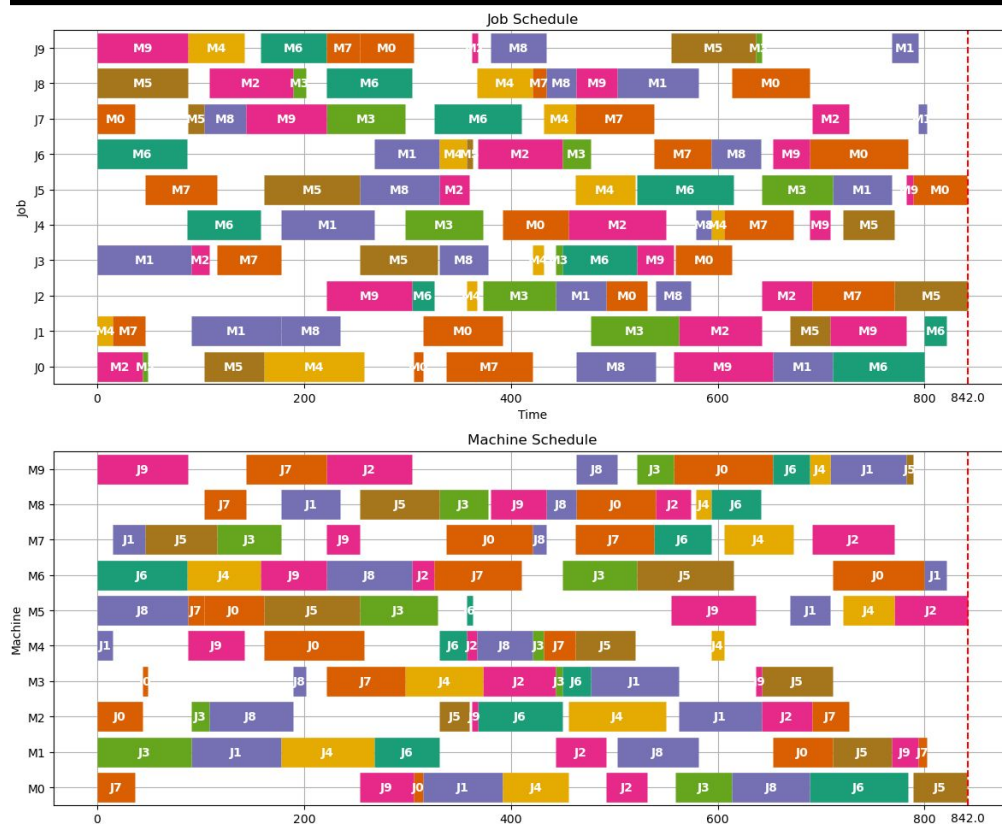 Job Schedule
J9 M9 M4 M6 M7 M0 M8 M5 M1
J8 M5 M2 M3 M6 M4 M7 M8 M9 M1 M0
J7 M0 M5 M8 M9 M3 M6 M4 M7 M2
J6 M6 M1 M4 M2 M3 M7 M8 M9 M0
J5 M7 M5 M8 M2 M4 M6 M3 M1 M9 M0
J4 M6 M1 M3 M0 M2 M8 M4 M7 M9 M5
J3 M1 M2 M7 M5 M8 M4 M3 M6 M9 M0
J2 M9 M6 M4 M3 M1 M0 M8 M2 M7 M5
J1 M4 M7 M1 M8 M0 M3 M2 M5 M9 M6
J0 M2 M5 M4 M0 M7 M8 M9 M1 M6
Job
0 200 400 600 800 842.0
Time
Machine Schedule
M9 J9 J7 J2 J8 J3 J0 J6 J4 J1 J5
M8 J7 J1 J5 J3 J9 J8 J0 J2 J4 J6
M7 J1 J5 J3 J9 J0 J8 J7 J6 J4 J2
M6 J6 J4 J9 J8 J2 J7 J3 J5 J0 J1
M5 J8 J7 J0 J5 J3 J9 J1 J4 J2
M4 J1 J9 J0 J6 J2 J8 J3 J7 J5 J4
M3 J8 J7 J4 J2 J3 J6 J1 J5
M2 J0 J3 J8 J5 J9 J6 J4 J1 J2 J7
M1 J3 J1 J4 J6 J2 J8 J0 J5 J9 J7
M0 J7 J9 J0 J1 J4 J2 J3 J8 J6 J5
Machine
0 200 400 600 800 842.0